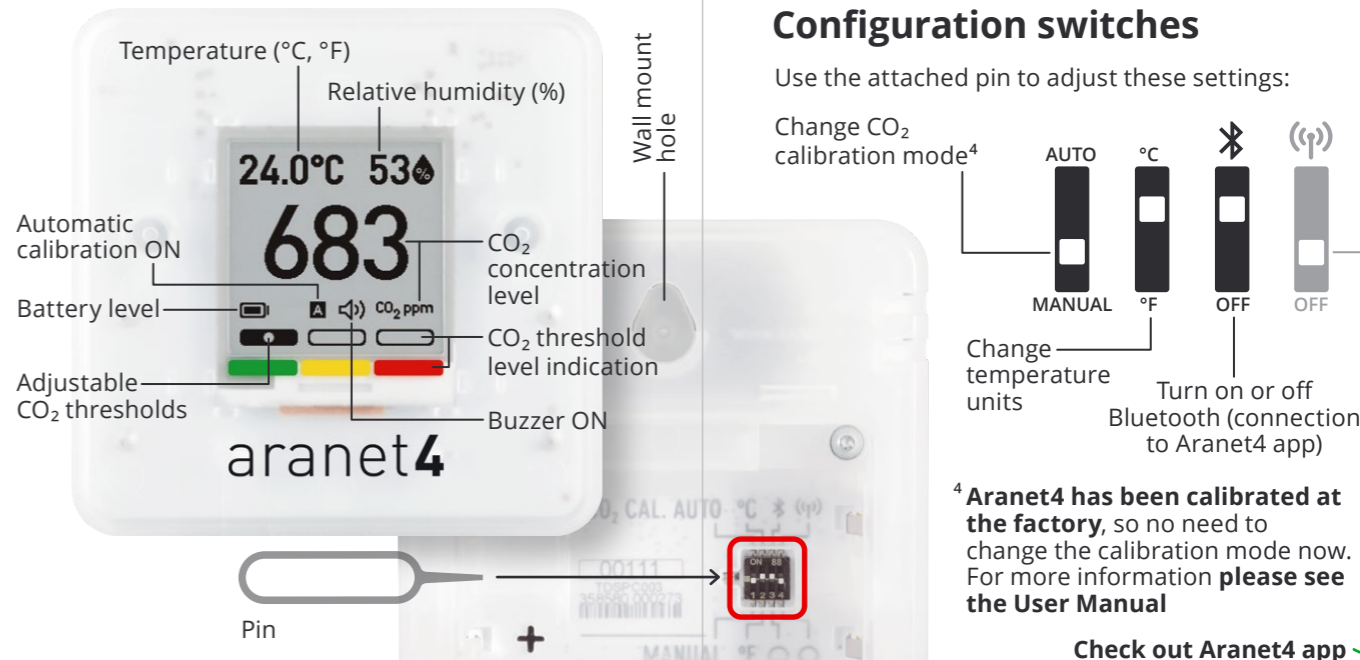 Temperature (°C, °F)
Relative humidity (%)
24.0°C 53%
683
Automatic
calibration ON
Battery level
A CO₂ ppm
CO₂
concentration
level
CO₂ threshold
level indication
Adjustable
CO₂ thresholds
Buzzer ON
aranet4
Wall mount
hole
Pin
CAL. AUTO °C
00111
TDSPC003
358580 000273
ON 88
1 2 3 4
+
MANUAL °F
Configuration switches
Use the attached pin to adjust these settings:
Change CO₂
calibration mode⁴
AUTO °C
MANUAL °F OFF OFF
Change
temperature
units
Turn on or off
Bluetooth (connection
to Aranet4 app)
⁴ Aranet4 has been calibrated at
the factory, so no need to
change the calibration mode now.
For more information please see
the User Manual
Check out Aranet4 app